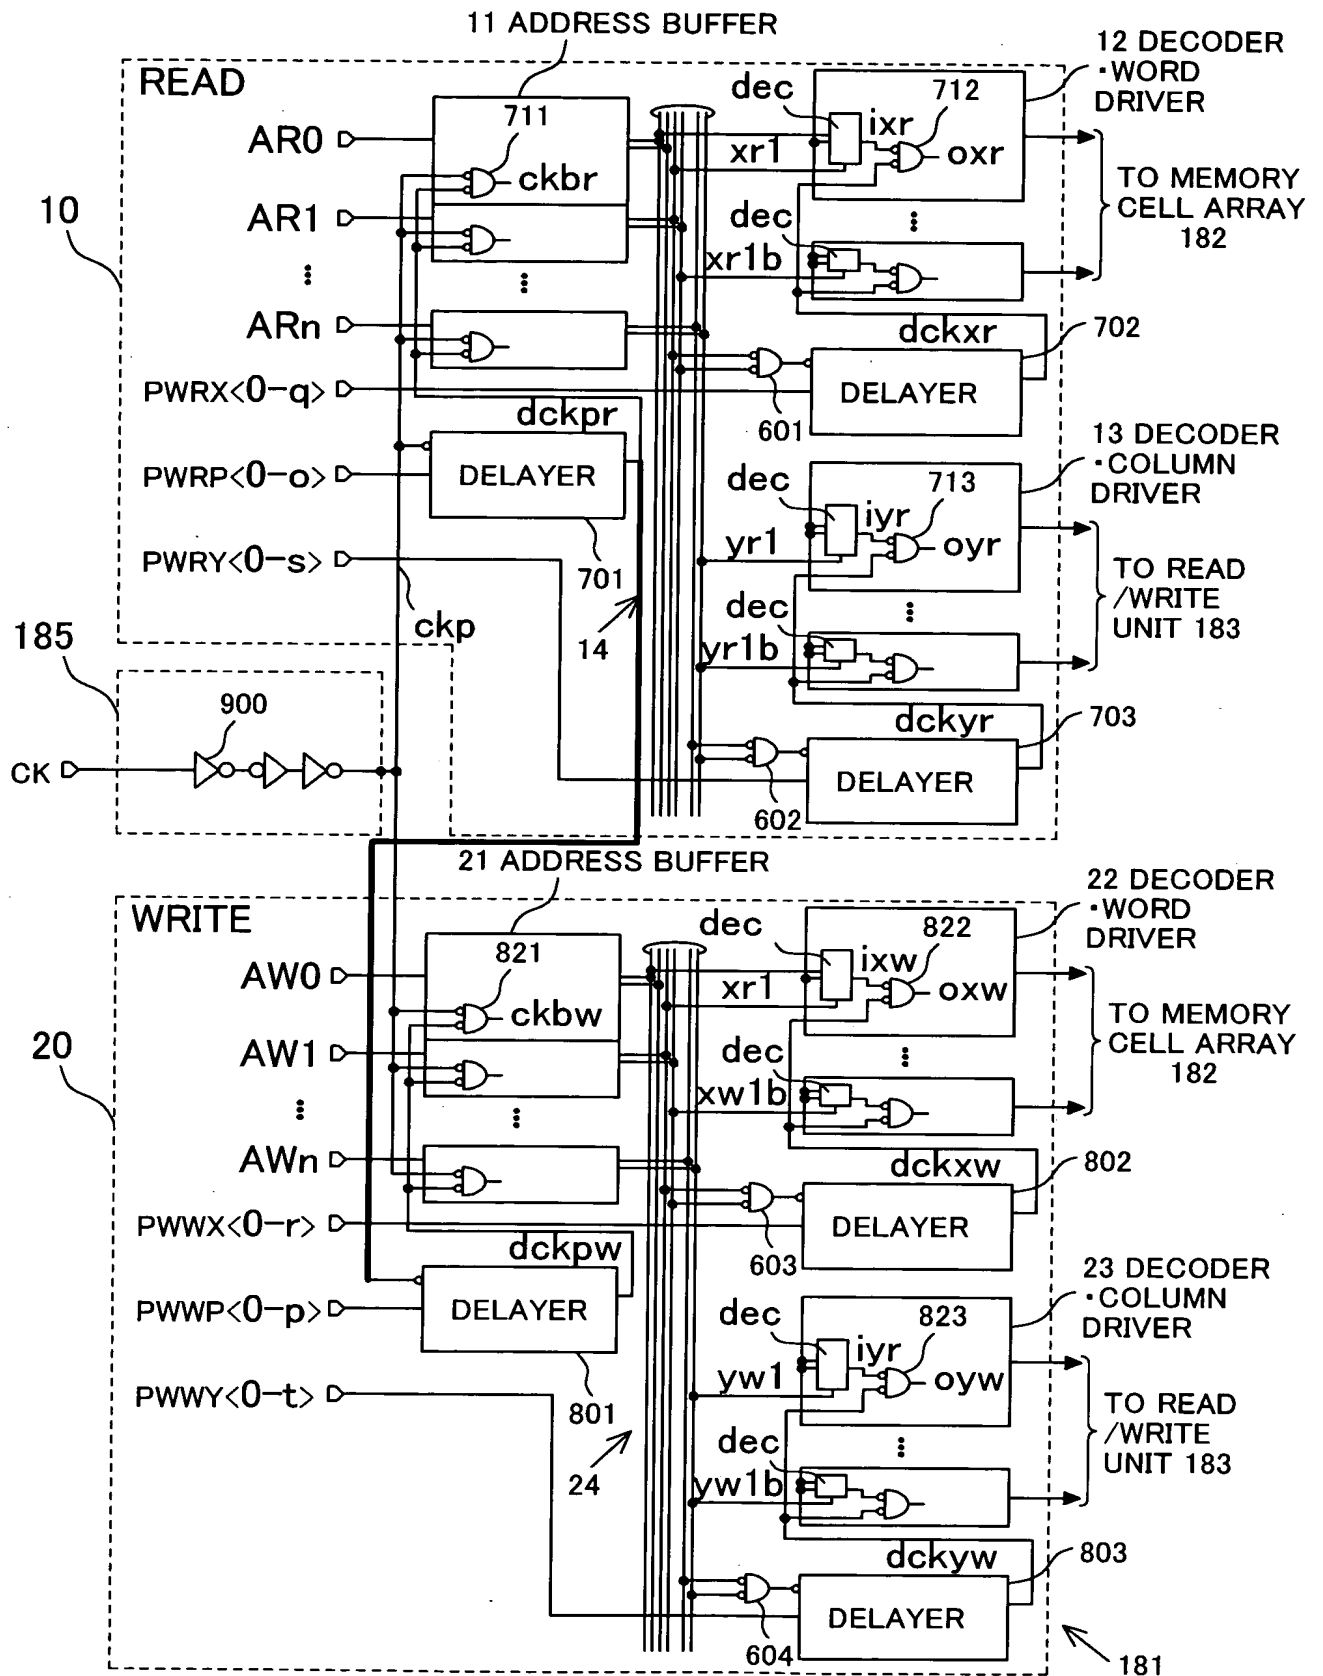 11 ADDRESS BUFFER
12 DECODER
・WORD
DRIVER
READ
dec
712
711
ixr
AR0
xr1
oxr
ckbr
TO MEMORY
CELL ARRAY
182
10
AR1
dec
...
...
xr1b
...
ARn
dckxr
702
PWRX<0-q>
DELAYER
dckpr
601
13 DECODER
・COLUMN
DRIVER
PWRP<0-o>
DELAYER
dec
713
iyr
oyr
yr1
PWRY<0-s>
701
TO READ
/WRITE
UNIT 183
dec
...
ckp
14
yr1b
185
900
dckyr
703
CK
DELAYER
602
21 ADDRESS BUFFER
22 DECODER
・WORD
DRIVER
WRITE
dec
822
821
ixw
AW0
xr1
oxw
ckbw
TO MEMORY
CELL ARRAY
182
20
AW1
dec
...
...
xw1b
...
AWn
dckxw
802
PWWX<0-r>
DELAYER
dckpw
603
23 DECODER
・COLUMN
DRIVER
PWWP<0-p>
DELAYER
dec
823
iyr
oyw
yw1
PWWY<0-t>
801
TO READ
/WRITE
UNIT 183
dec
...
24
yw1b
dckyw
803
DELAYER
604
181